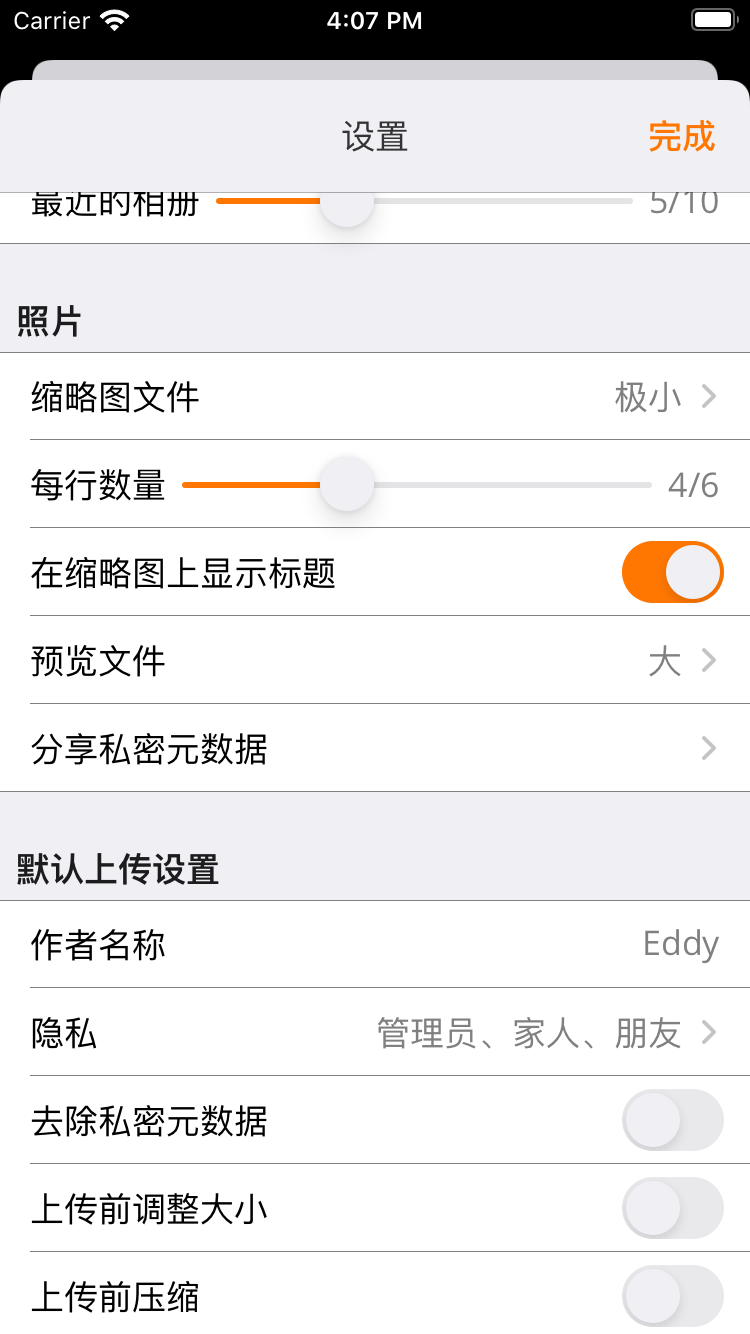 Carrier 4:07 PM
设置 完成
最近的相册 5/10
照片
缩略图文件 极小
每行数量 4/6
在缩略图上显示标题
预览文件 大
分享私密元数据
默认上传设置
作者名称 Eddy
隐私 管理员、家人、朋友
去除私密元数据
上传前调整大小
上传前压缩